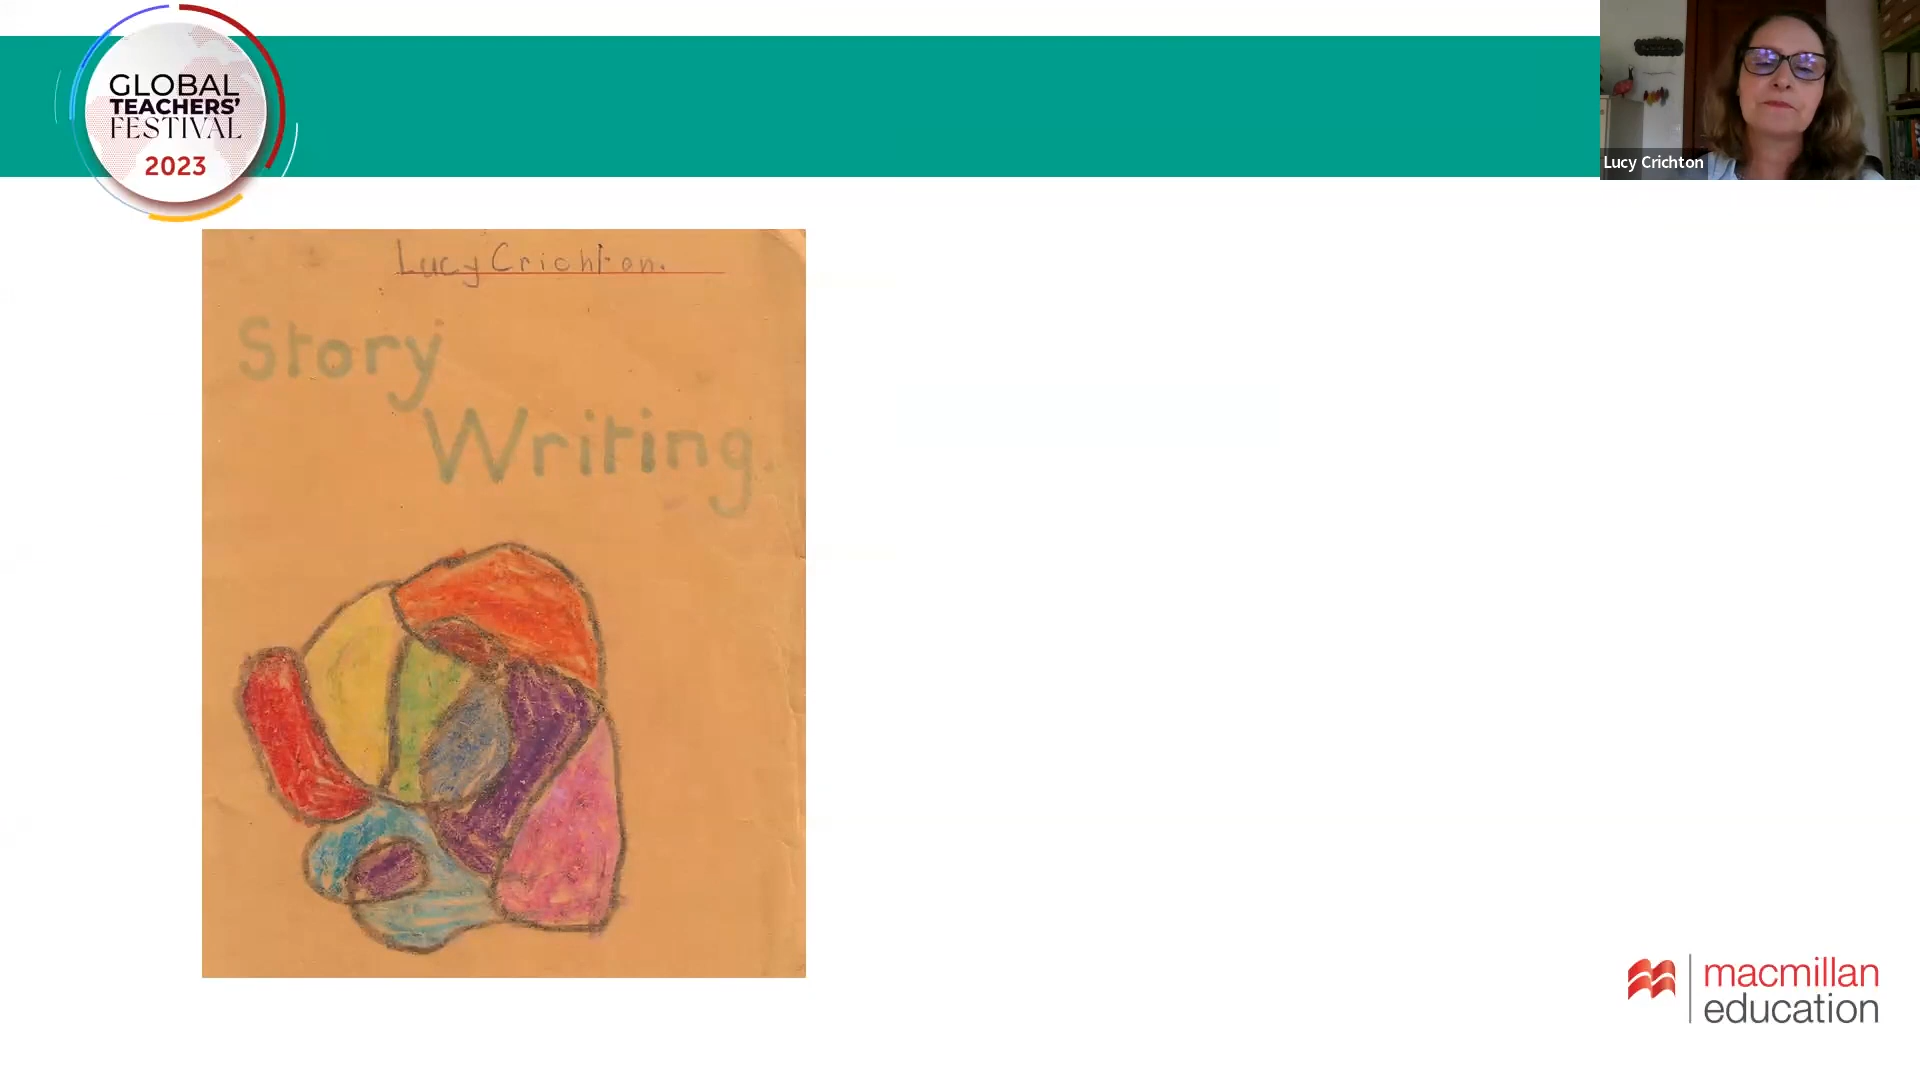 GLOBAL
TEACHERS'
FESTIVAL
2023
Lucy Crichton
Lucy Crichton.
Story
Writing.
macmillan
education